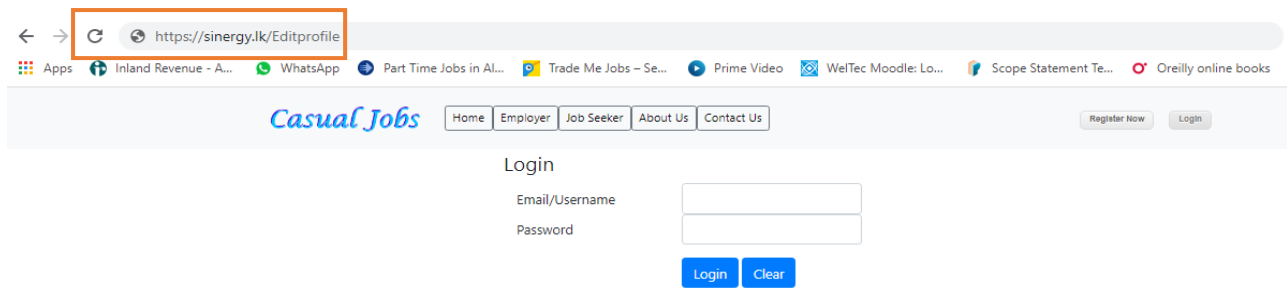 https://sinergy.lk/Editprofile
Apps Inland Revenue - A... WhatsApp Part Time Jobs in Al... Trade Me Jobs – Se... Prime Video WelTec Moodle: Lo... Scope Statement Te... Oreilly online books
Casual Jobs Home Employer Job Seeker About Us Contact Us Register Now Login
Login
Email/Username
Password
Login Clear